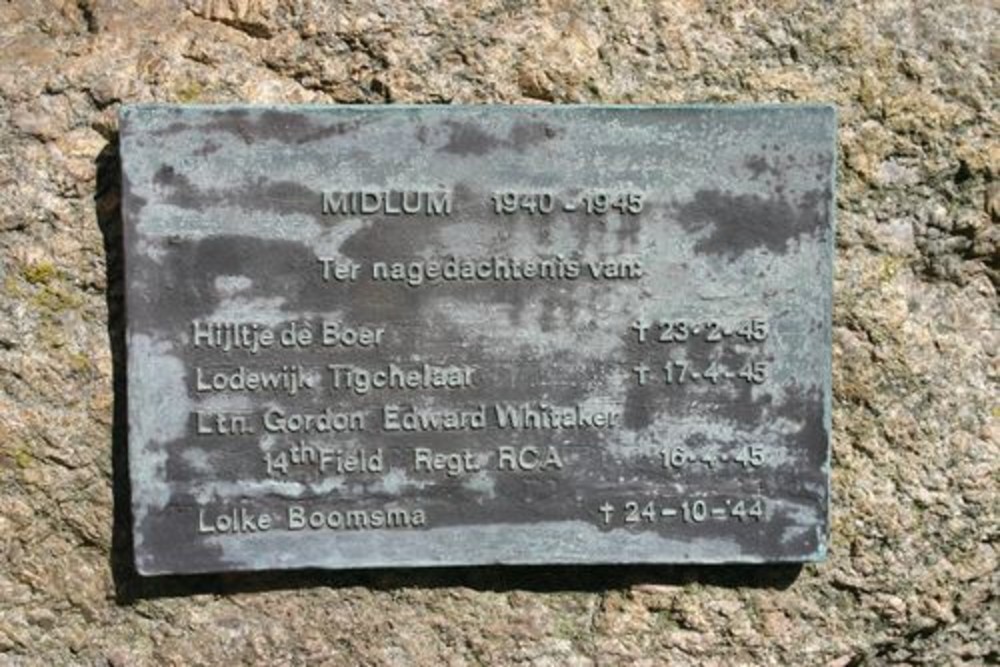 MIDLUM 1940-1945
Ter nagedachtenis van:
Hijltje de Boer † 23-2-45
Lodewijk Tigchelaar † 17-4-45
Ltn. Gordon Edward Whitaker
14th Field Regt. RCA 16-4-45
Lolke Boomsma † 24-10-'44